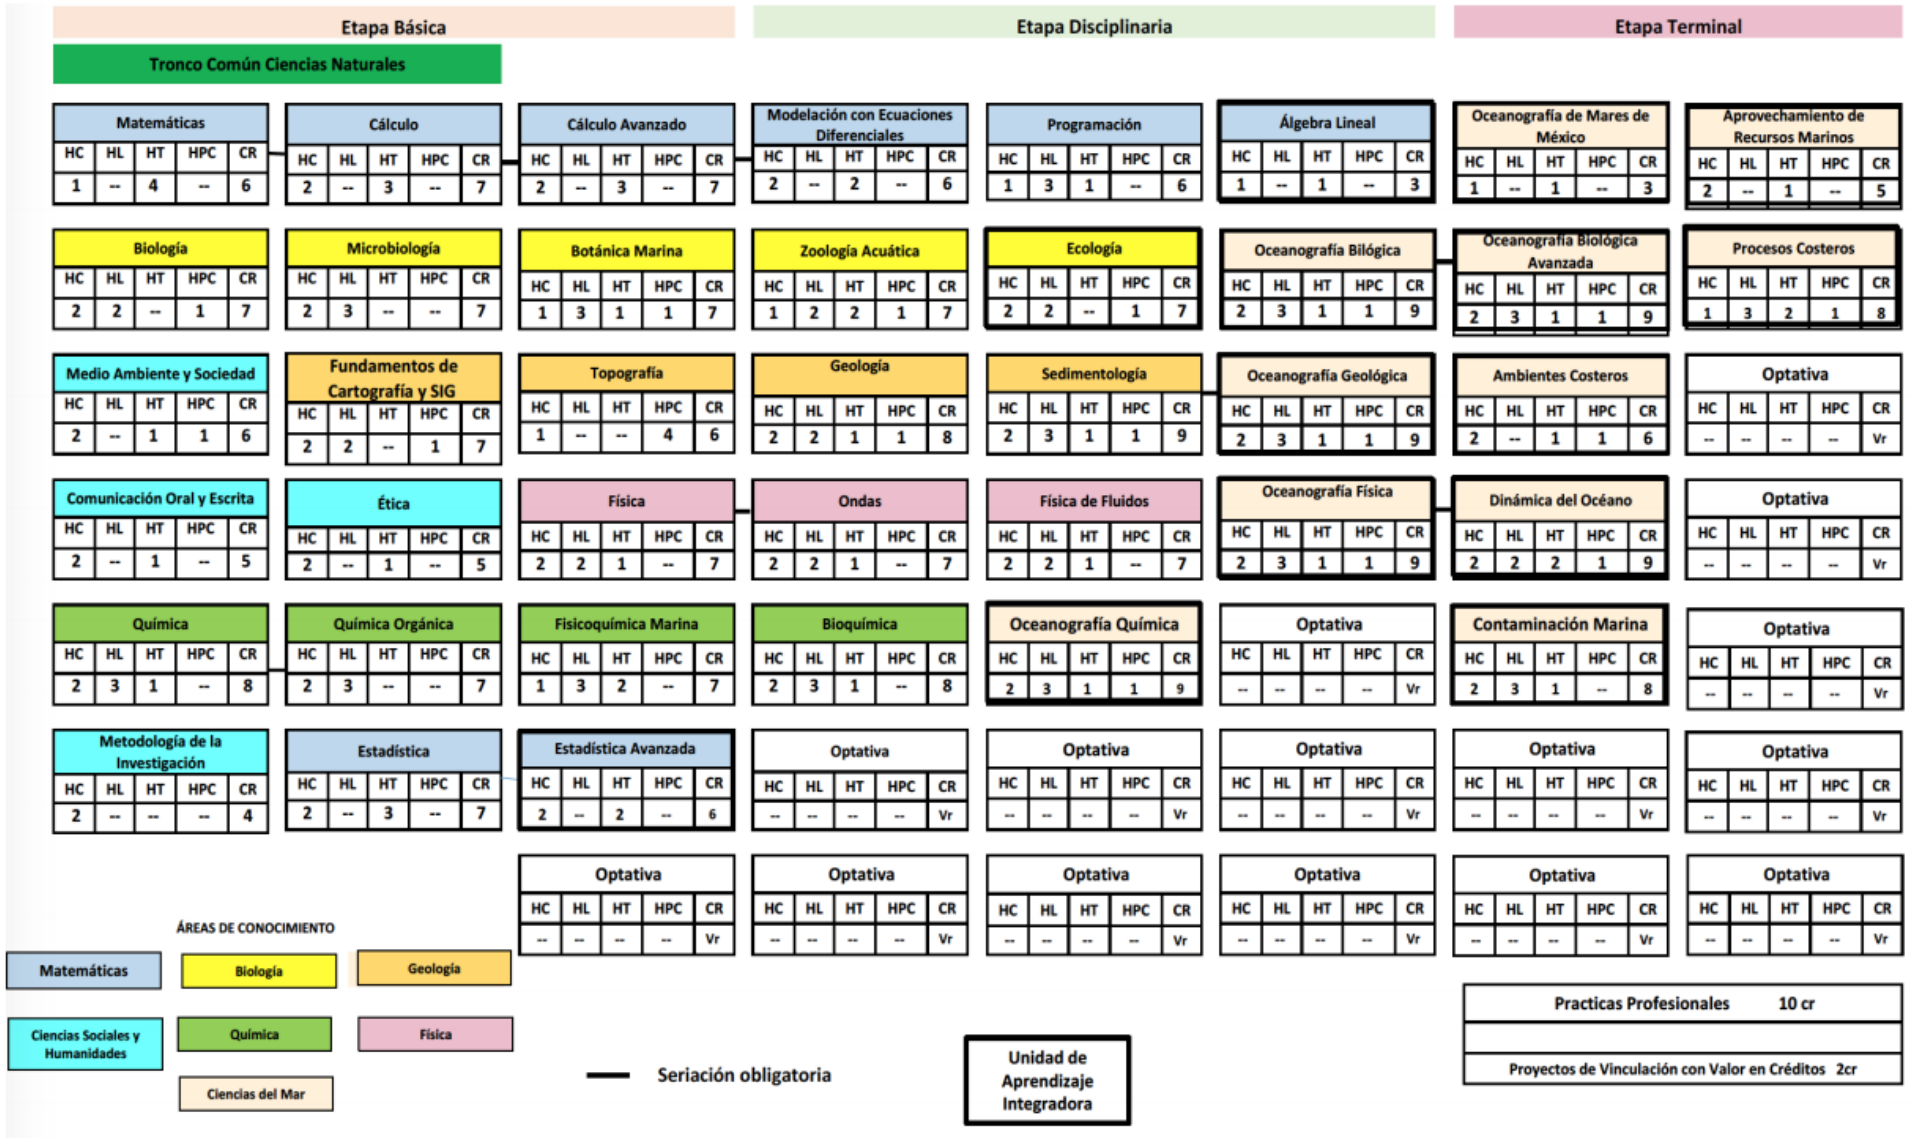 Etapa Básica
Etapa Disciplinaria
Etapa Terminal
Tronco Común Ciencias Naturales
Matemáticas
HC HL HT HPC CR
1 -- 4 -- 6
Cálculo
HC HL HT HPC CR
2 -- 3 -- 7
Cálculo Avanzado
HC HL HT HPC CR
2 -- 3 -- 7
Modelación con Ecuaciones
Diferenciales
HC HL HT HPC CR
2 -- 2 -- 6
Programación
HC HL HT HPC CR
1 3 1 -- 6
Álgebra Lineal
HC HL HT HPC CR
1 -- 1 -- 3
Oceanografía de Mares de
México
HC HL HT HPC CR
1 -- 1 -- 3
Aprovechamiento de
Recursos Marinos
HC HL HT HPC CR
2 -- 1 -- 5
Biología
HC HL HT HPC CR
2 2 -- 1 7
Microbiología
HC HL HT HPC CR
2 3 -- -- 7
Botánica Marina
HC HL HT HPC CR
1 3 1 1 7
Zoología Acuática
HC HL HT HPC CR
1 2 2 1 7
Ecología
HC HL HT HPC CR
2 2 -- 1 7
Oceanografía Bilógica
HC HL HT HPC CR
2 3 1 1 9
Oceanografía Biológica
Avanzada
HC HL HT HPC CR
2 3 1 1 9
Procesos Costeros
HC HL HT HPC CR
1 3 2 1 8
Medio Ambiente y Sociedad
HC HL HT HPC CR
2 -- 1 1 6
Fundamentos de
Cartografía y SIG
HC HL HT HPC CR
2 2 -- 1 7
Topografía
HC HL HT HPC CR
1 -- -- 4 6
Geología
HC HL HT HPC CR
2 2 1 1 8
Sedimentología
HC HL HT HPC CR
2 3 1 1 9
Oceanografía Geológica
HC HL HT HPC CR
2 3 1 1 9
Ambientes Costeros
HC HL HT HPC CR
2 -- 1 1 6
Optativa
HC HL HT HPC CR
-- -- -- -- Vr
Comunicación Oral y Escrita
HC HL HT HPC CR
2 -- 1 -- 5
Ética
HC HL HT HPC CR
2 -- 1 -- 5
Física
HC HL HT HPC CR
2 2 1 -- 7
Ondas
HC HL HT HPC CR
2 2 1 -- 7
Física de Fluidos
HC HL HT HPC CR
2 2 1 -- 7
Oceanografía Física
HC HL HT HPC CR
2 3 1 1 9
Dinámica del Océano
HC HL HT HPC CR
2 2 2 1 9
Optativa
HC HL HT HPC CR
-- -- -- -- Vr
Química
HC HL HT HPC CR
2 3 1 -- 8
Química Orgánica
HC HL HT HPC CR
2 3 -- -- 7
Fisicoquímica Marina
HC HL HT HPC CR
1 3 2 -- 7
Bioquímica
HC HL HT HPC CR
2 3 1 -- 8
Oceanografía Química
HC HL HT HPC CR
2 3 1 1 9
Optativa
HC HL HT HPC CR
-- -- -- -- Vr
Contaminación Marina
HC HL HT HPC CR
2 3 1 -- 8
Optativa
HC HL HT HPC CR
-- -- -- -- Vr
Metodología de la
Investigación
HC HL HT HPC CR
2 -- -- -- 4
Estadística
HC HL HT HPC CR
2 -- 3 -- 7
Estadística Avanzada
HC HL HT HPC CR
2 -- 2 -- 6
Optativa
HC HL HT HPC CR
-- -- -- -- Vr
Optativa
HC HL HT HPC CR
-- -- -- -- Vr
Optativa
HC HL HT HPC CR
-- -- -- -- Vr
Optativa
HC HL HT HPC CR
-- -- -- -- Vr
Optativa
HC HL HT HPC CR
-- -- -- -- Vr
Optativa
HC HL HT HPC CR
-- -- -- -- Vr
Optativa
HC HL HT HPC CR
-- -- -- -- Vr
Optativa
HC HL HT HPC CR
-- -- -- -- Vr
Optativa
HC HL HT HPC CR
-- -- -- -- Vr
Optativa
HC HL HT HPC CR
-- -- -- -- Vr
Optativa
HC HL HT HPC CR
-- -- -- -- Vr
ÁREAS DE CONOCIMIENTO
Matemáticas
Biología
Geología
Ciencias Sociales y
Humanidades
Química
Física
Ciencias del Mar
Seriación obligatoria
Unidad de
Aprendizaje
Integradora
Practicas Profesionales 10 cr
Proyectos de Vinculación con Valor en Créditos 2cr